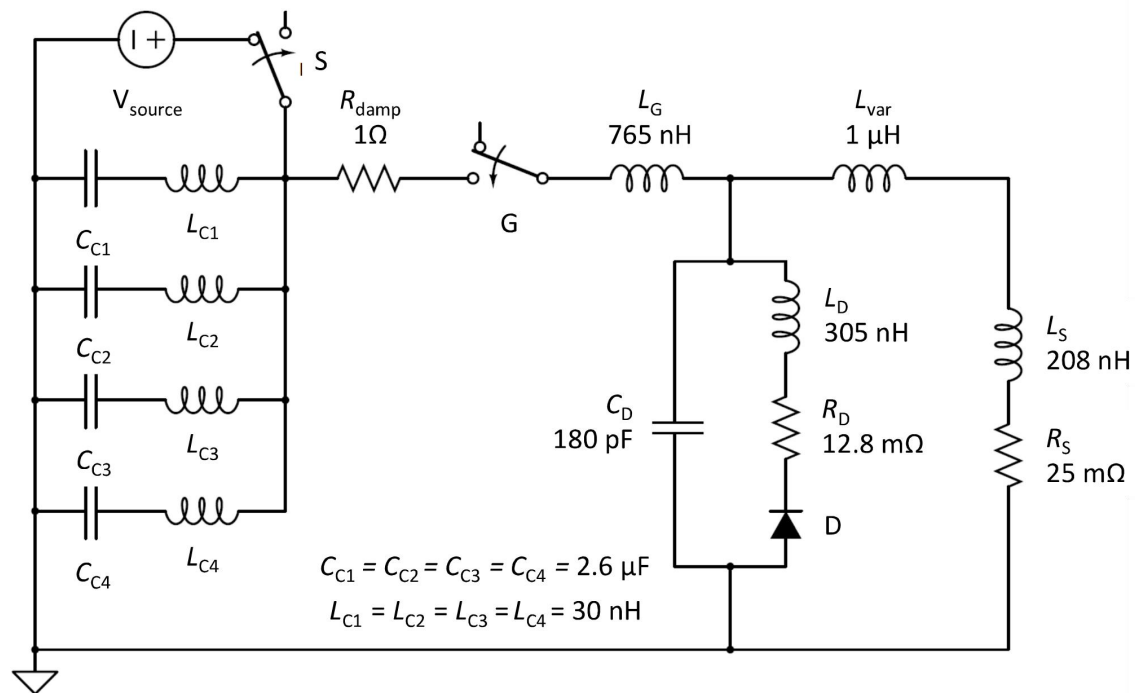 I +
S
V_source
R_damp
1Ω
L_G
765 nH
L_var
1 µH
G
C_C1
L_C1
C_C2
L_C2
C_C3
L_C3
C_C4
L_C4
L_D
305 nH
C_D
180 pF
R_D
12.8 mΩ
D
L_S
208 nH
R_S
25 mΩ
C_C1 = C_C2 = C_C3 = C_C4 = 2.6 µF
L_C1 = L_C2 = L_C3 = L_C4 = 30 nH